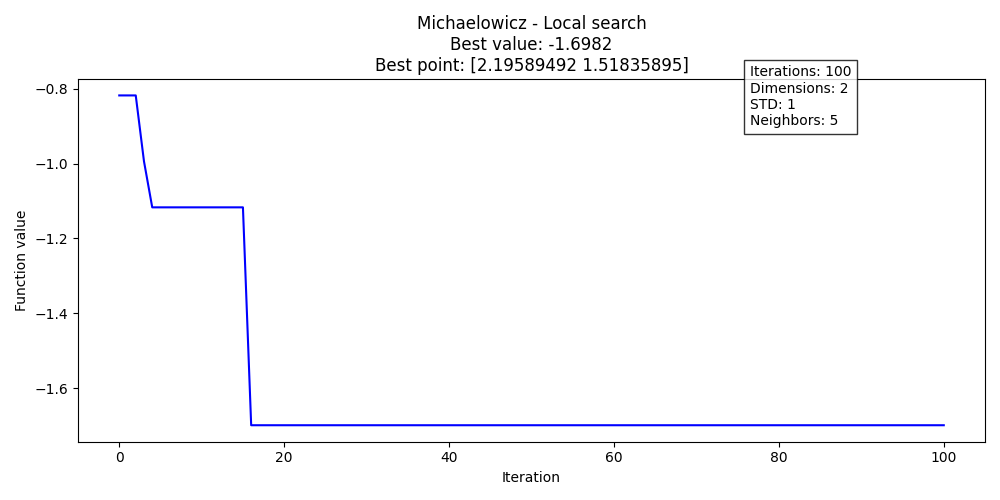 Michaelowicz - Local search
Best value: -1.6982
Best point: [2.19589492 1.51835895]
Iterations: 100
Dimensions: 2
STD: 1
Neighbors: 5
Function value
−0.8
−1.0
−1.2
−1.4
−1.6
0
20
40
60
80
100
Iteration